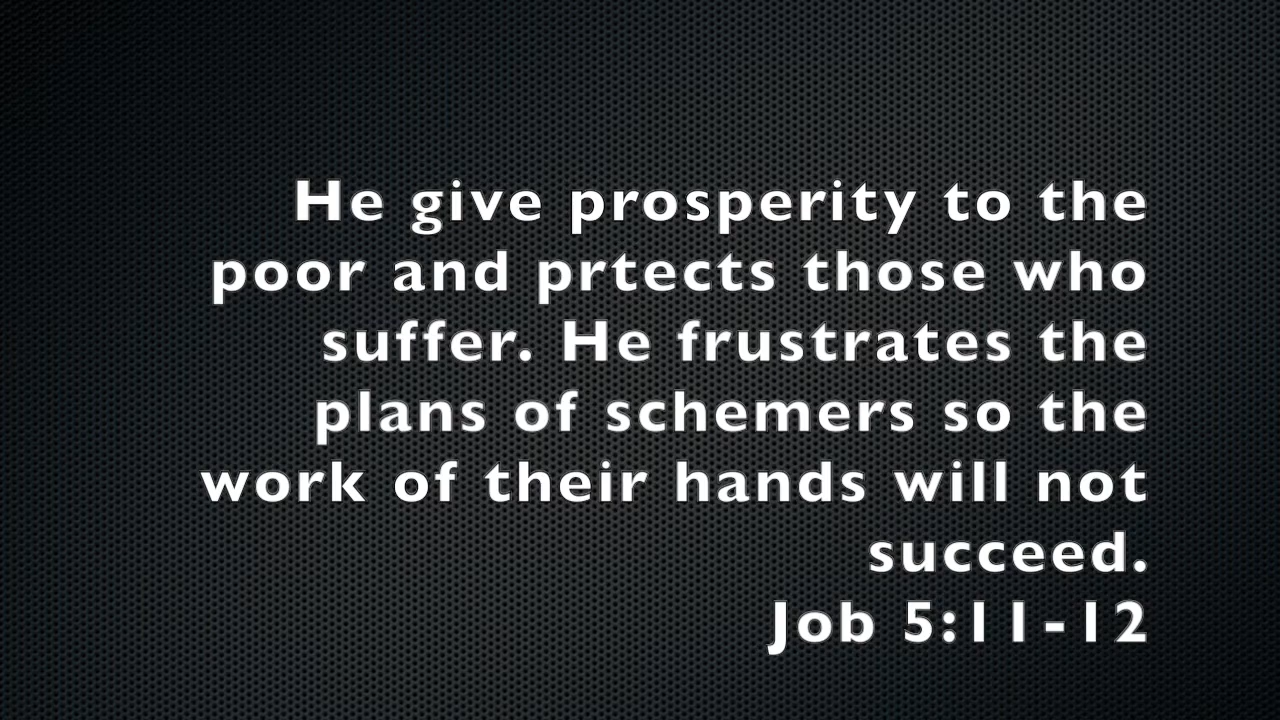 He give prosperity to the
poor and prtects those who
suffer. He frustrates the
plans of schemers so the
work of their hands will not
succeed.
Job 5:11-12